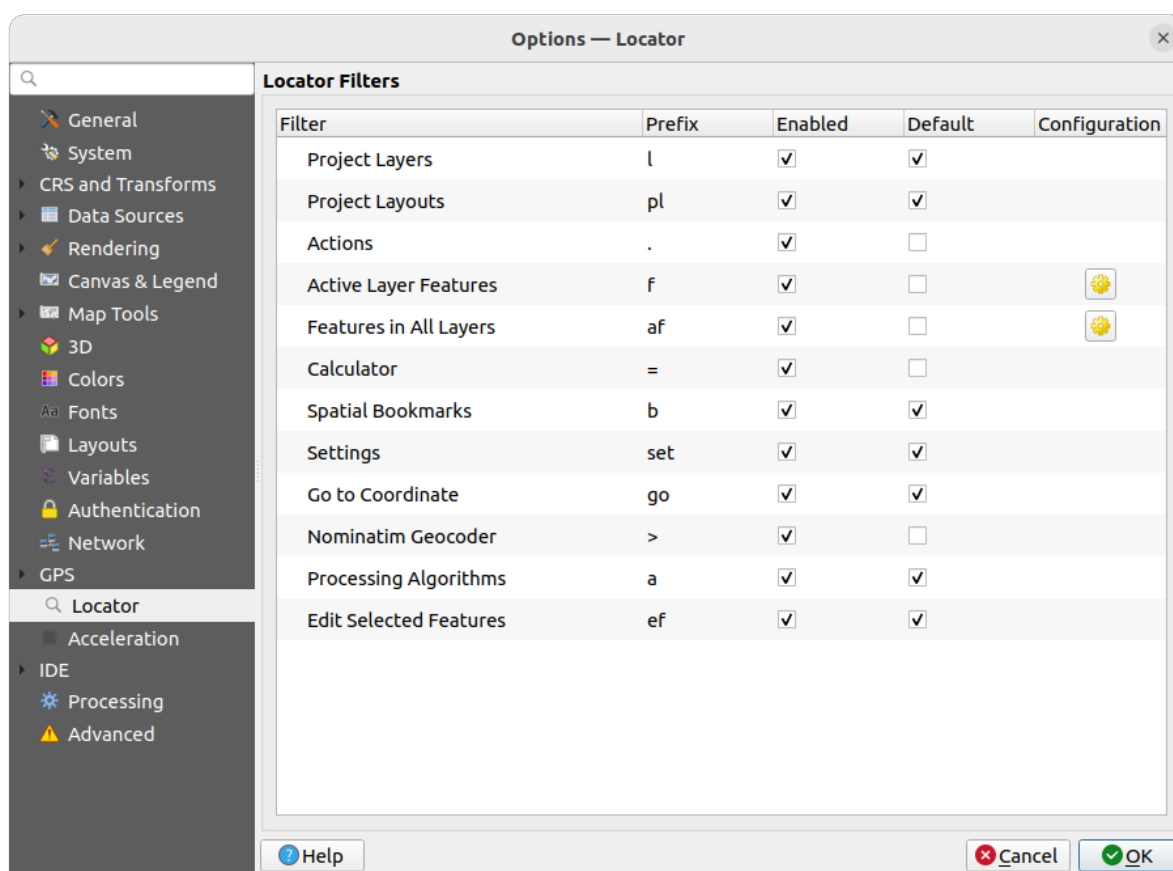 Options — Locator
Locator Filters
General
System
CRS and Transforms
Data Sources
Rendering
Canvas & Legend
Map Tools
3D
Colors
Aa Fonts
Layouts
ε Variables
Authentication
Network
GPS
Locator
Acceleration
IDE
Processing
Advanced
Filter Prefix Enabled Default Configuration
Project Layers l
Project Layouts pl
Actions .
Active Layer Features f
Features in All Layers af
Calculator =
Spatial Bookmarks b
Settings set
Go to Coordinate go
Nominatim Geocoder >
Processing Algorithms a
Edit Selected Features ef
Help Cancel OK